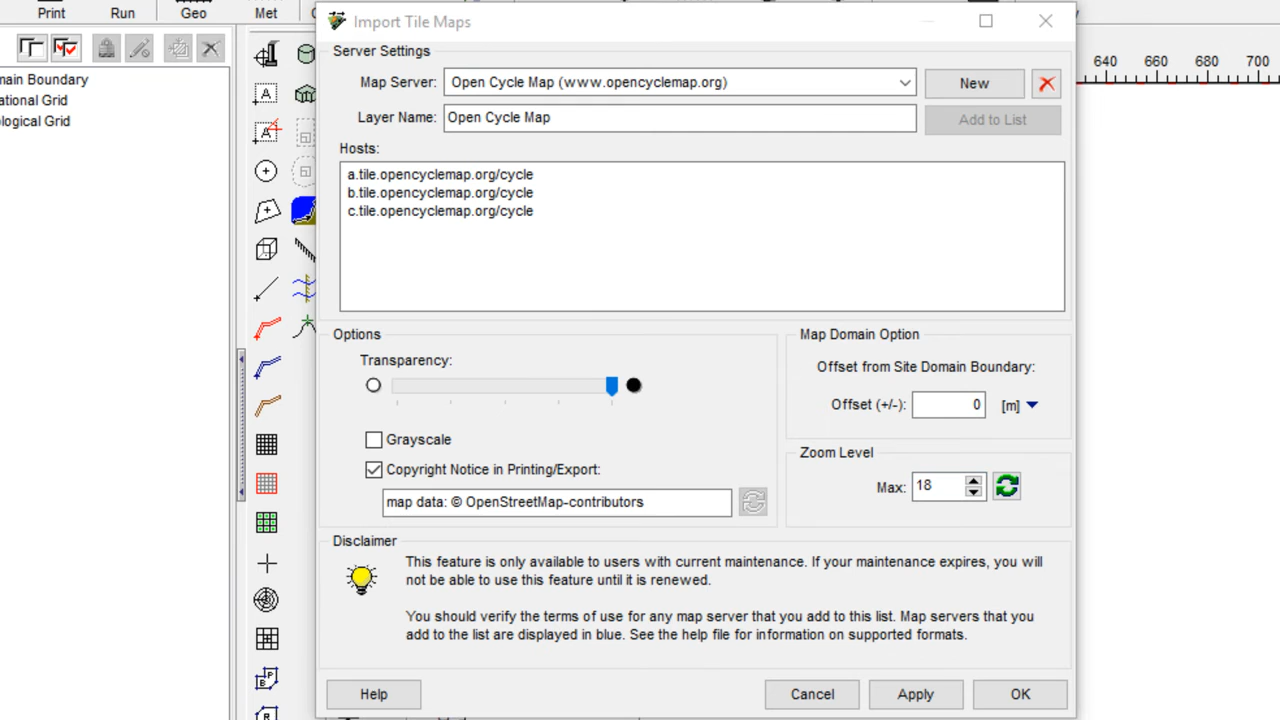 Print
Run
Geo
Met
Import Tile Maps
Server Settings
Map Server: Open Cycle Map (www.opencyclemap.org) New
Layer Name: Open Cycle Map Add to List
Hosts:
a.tile.opencyclemap.org/cycle
b.tile.opencyclemap.org/cycle
c.tile.opencyclemap.org/cycle
Options
Transparency:
Grayscale
Copyright Notice in Printing/Export:
map data: © OpenStreetMap-contributors
Map Domain Option
Offset from Site Domain Boundary:
Offset (+/-): 0 [m]
Zoom Level
Max: 18
Disclaimer
This feature is only available to users with current maintenance. If your maintenance expires, you will
not be able to use this feature until it is renewed.
You should verify the terms of use for any map server that you add to this list. Map servers that you
add to the list are displayed in blue. See the help file for information on supported formats.
Help Cancel Apply OK
main Boundary
ational Grid
ological Grid
640 660 680 700